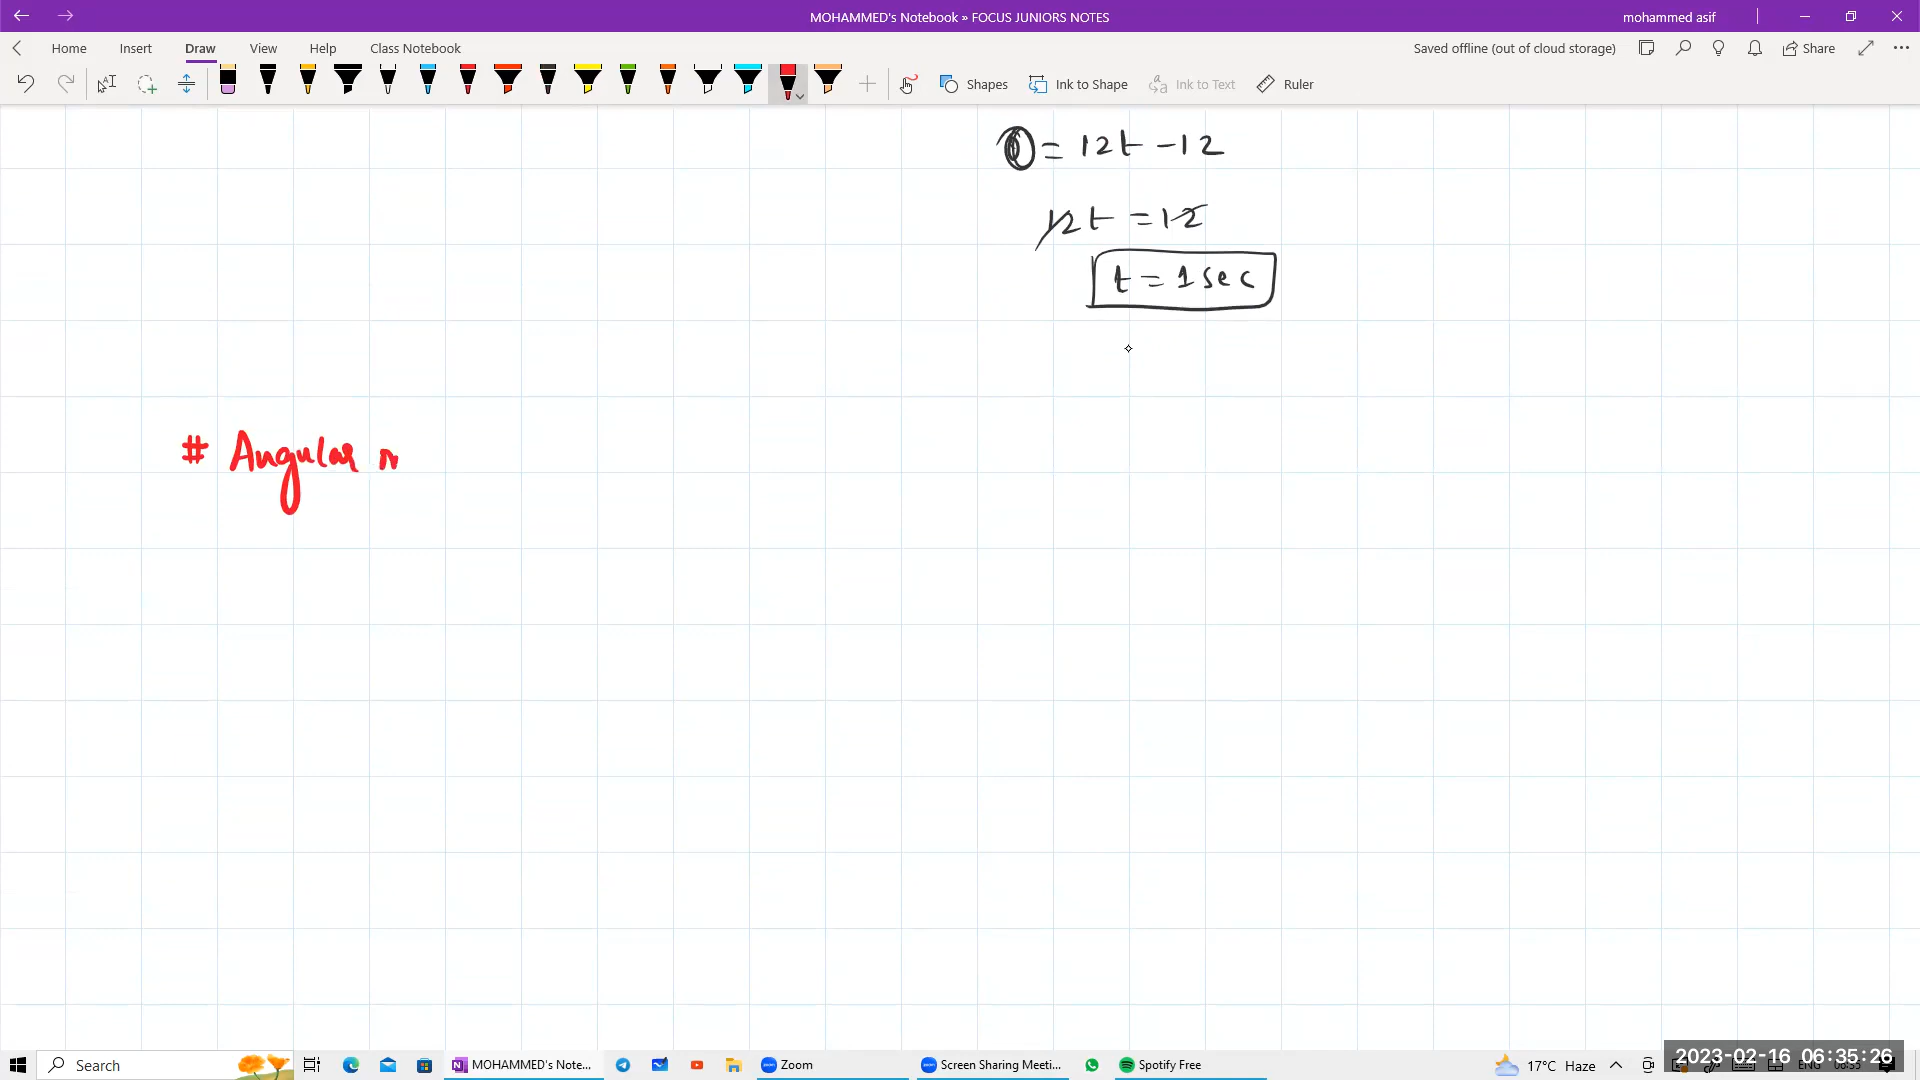 MOHAMMED's Notebook » FOCUS JUNIORS NOTES
mohammed asif
Home Insert Draw View Help Class Notebook
Saved offline (out of cloud storage)
Share
Shapes Ink to Shape Ink to Text Ruler
= 12t - 12
12t = 12
t = 1 sec
# Angular
Search
MOHAMMED's Note...
Zoom
Screen Sharing Meeti...
Spotify Free
17°C Haze
2023-02-16 06:35:26